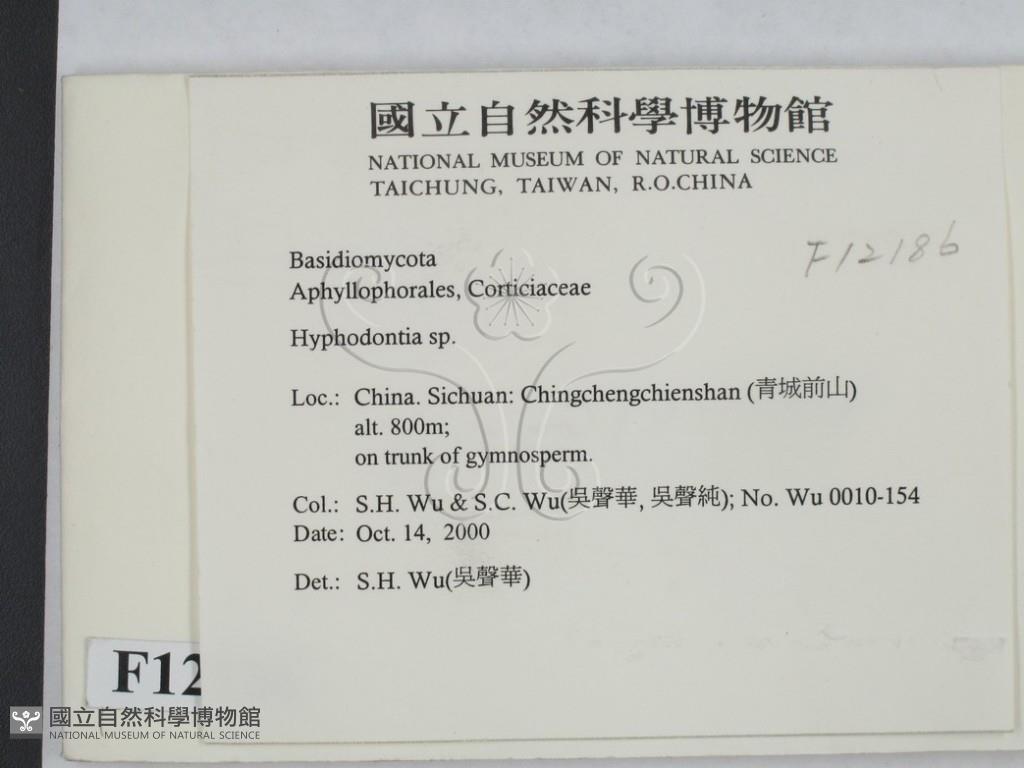 國立自然科學博物館
NATIONAL MUSEUM OF NATURAL SCIENCE
TAICHUNG, TAIWAN, R.O.CHINA
F12186
Basidiomycota
Aphyllophorales, Corticiaceae
Hyphodontia sp.
Loc.: China. Sichuan: Chingchengchienshan (青城前山)
alt. 800m;
on trunk of gymnosperm.
Col.: S.H. Wu & S.C. Wu(吳聲華, 吳聲純); No. Wu 0010-154
Date: Oct. 14, 2000
Det.: S.H. Wu(吳聲華)
F12
國立自然科學博物館
NATIONAL MUSEUM OF NATURAL SCIENCE